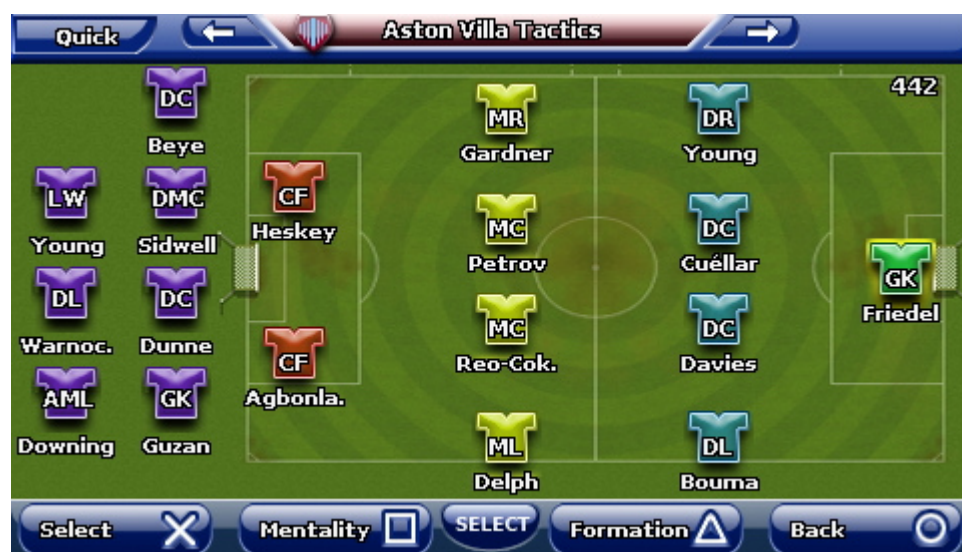 Quick
Aston Villa Tactics
442
DC
Beye
LW
Young
DMC
Sidwell
DL
Warnoc.
DC
Dunne
AML
Downing
GK
Guzan
CF
Heskey
CF
Agbonla.
MR
Gardner
MC
Petrov
MC
Reo-Cok.
ML
Delph
DR
Young
DC
Cuéllar
DC
Davies
DL
Bouma
GK
Friedel
Select
Mentality
SELECT
Formation
Back